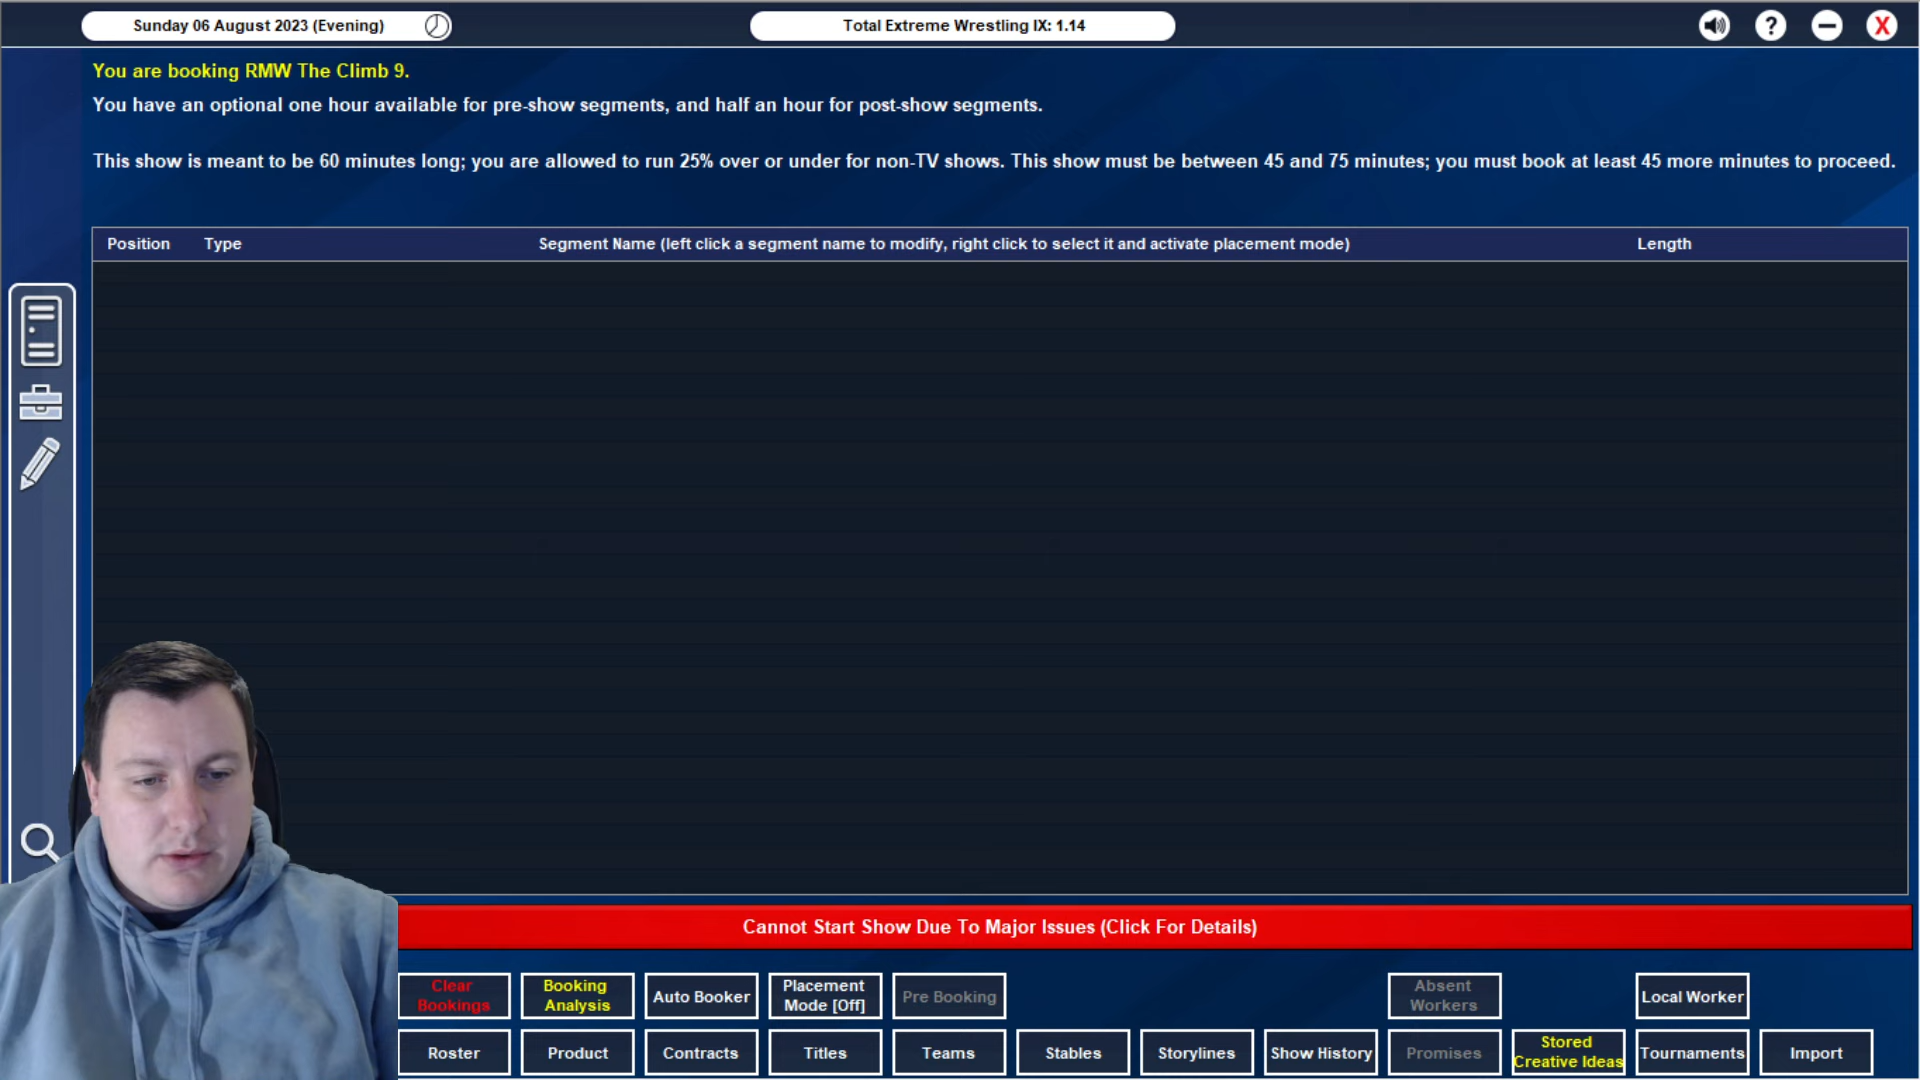 Sunday 06 August 2023 (Evening)
Total Extreme Wrestling IX: 1.14
?
X
You are booking RMW The Climb 9.
You have an optional one hour available for pre-show segments, and half an hour for post-show segments.
This show is meant to be 60 minutes long; you are allowed to run 25% over or under for non-TV shows. This show must be between 45 and 75 minutes; you must book at least 45 more minutes to proceed.
Position Type Segment Name (left click a segment name to modify, right click to select it and activate placement mode) Length
Cannot Start Show Due To Major Issues (Click For Details)
Clear
Bookings
Booking
Analysis
Auto Booker
Placement
Mode [Off]
Pre Booking
Absent
Workers
Local Worker
Roster
Product
Contracts
Titles
Teams
Stables
Storylines
Show History
Promises
Stored
Creative Ideas
Tournaments
Import